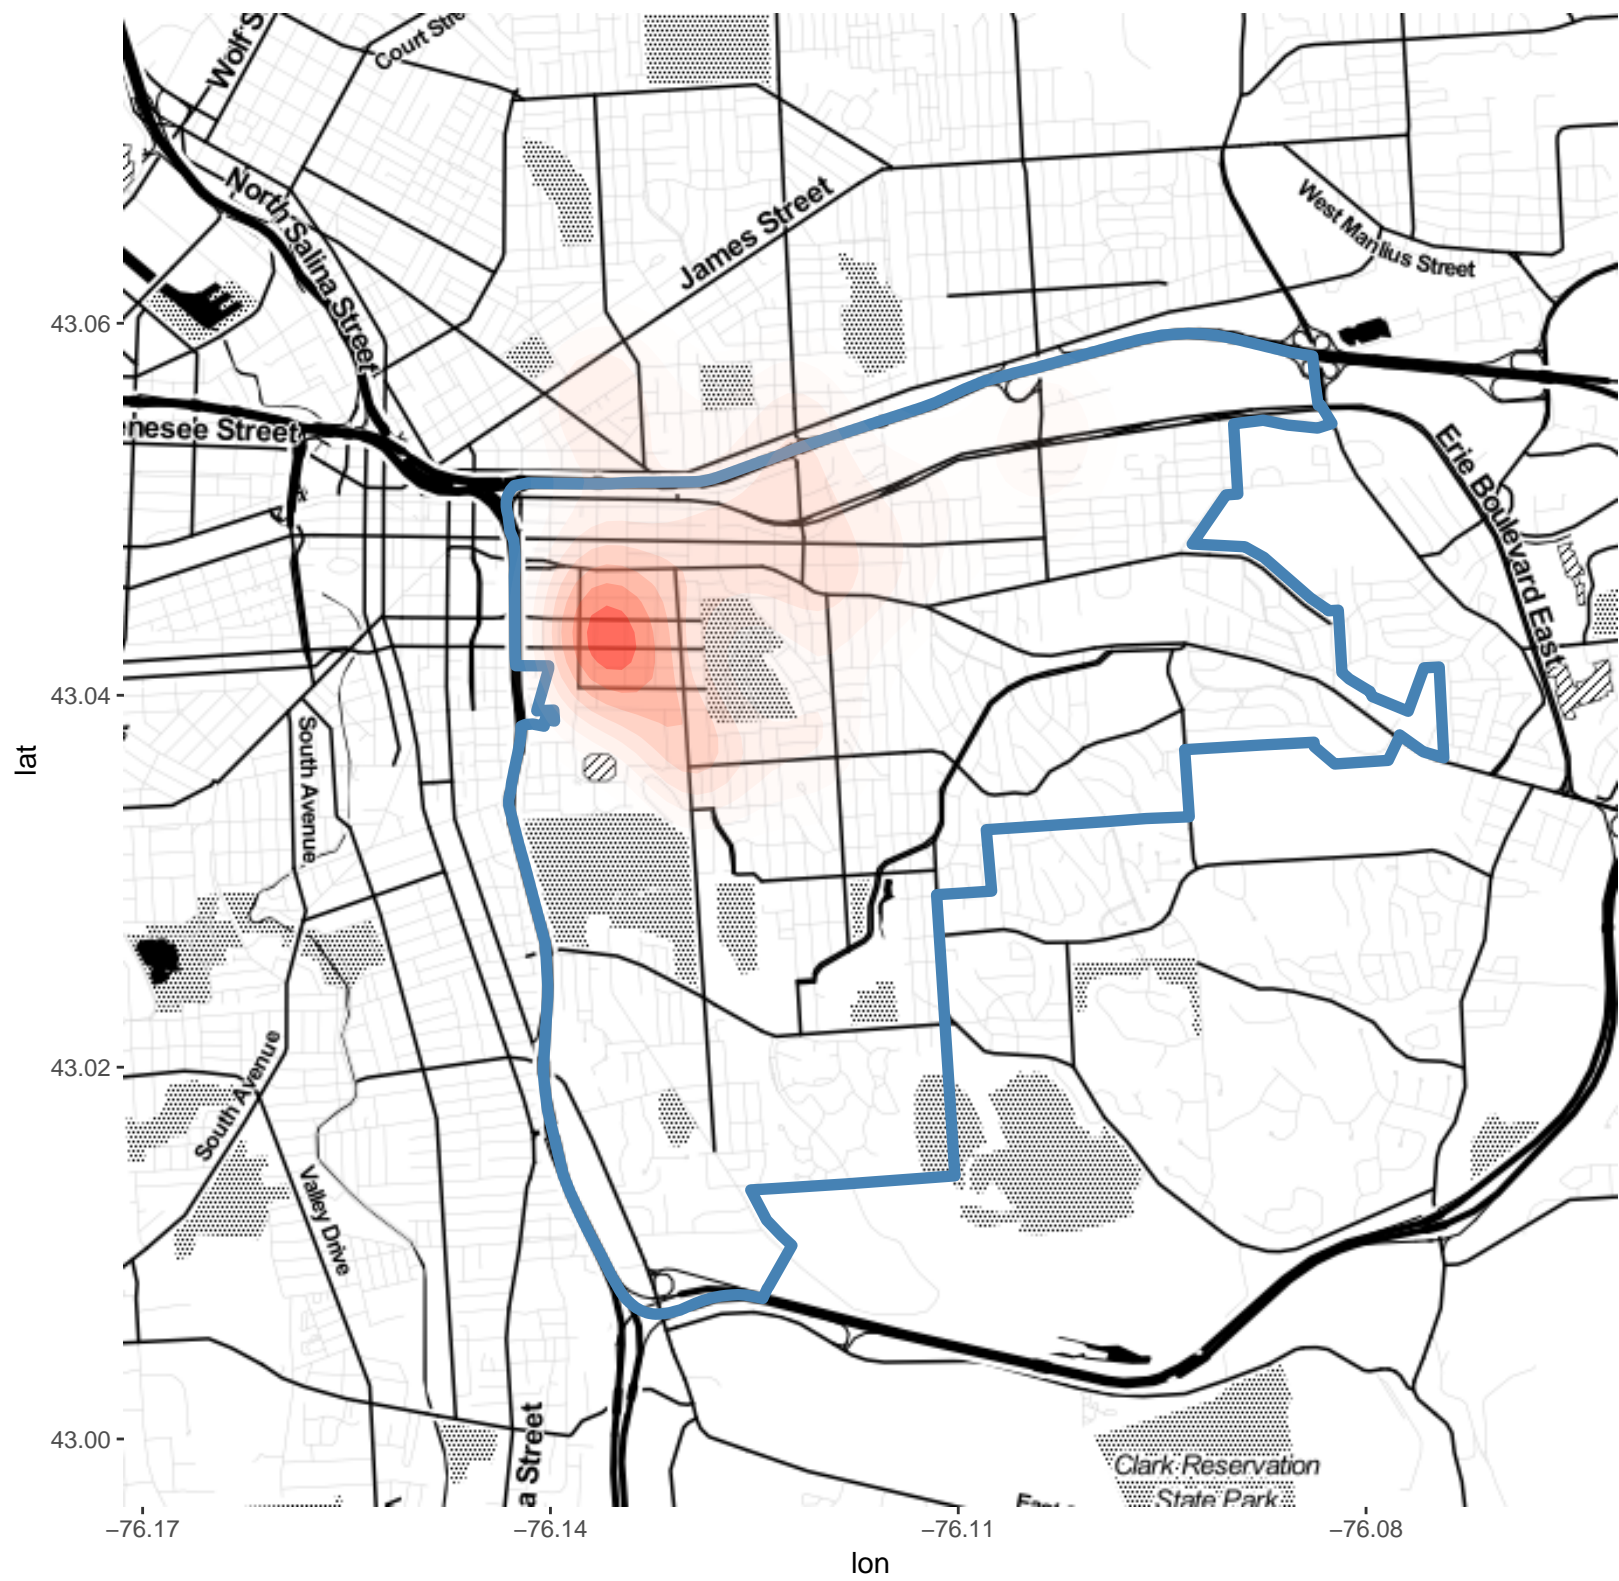 Wolf S
Court Stre
North Salina Street
James Street
West Manlius Street
43.06
enesee Street
Erie Boulevard East
43.04
lat
South Avenue
43.02
South Avenue
Valley Drive
43.00
a Street
Clark Reservation
State Park
−76.17
−76.14
−76.11
−76.08
lon